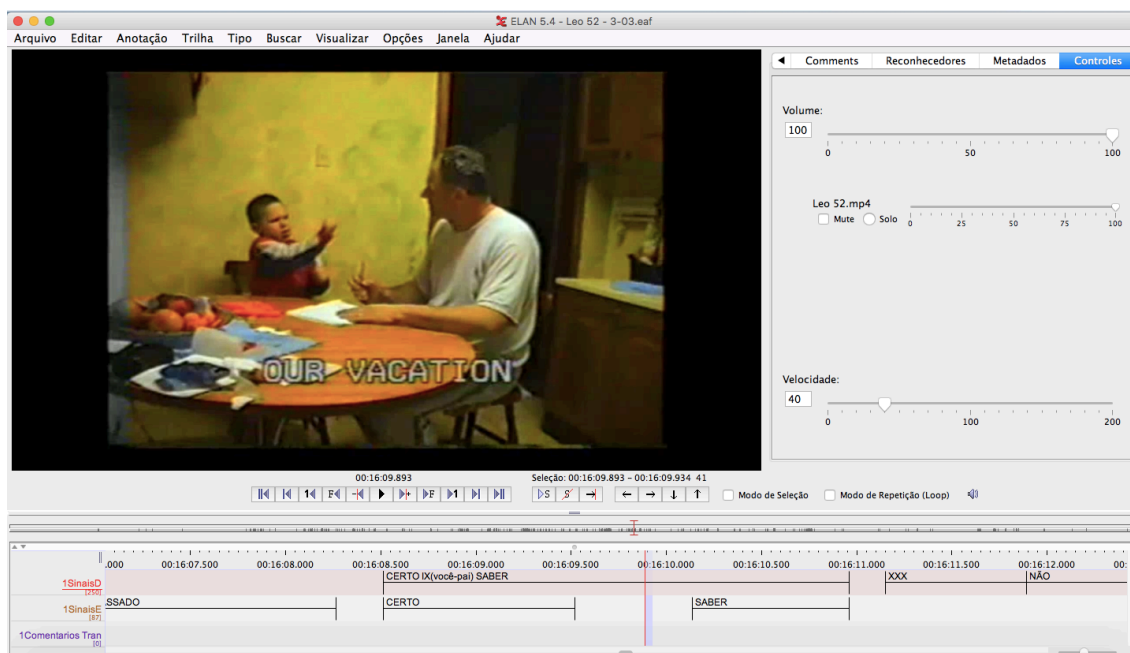 ELAN 5.4 - Leo 52 - 3-03.eaf
Arquivo Editar Anotação Trilha Tipo Buscar Visualizar Opções Janela Ajudar
Comments Reconhecedores Metadados Controles
Volume:
100
0 50 100
Leo 52.mp4
Mute Solo 0 25 50 75 100
OUR VACATION
Velocidade:
40
0 100 200
00:16:09.893 Seleção: 00:16:09.893 - 00:16:09.934 41
1 F F 1 S S Modo de Seleção Modo de Repetição (Loop)
.000 00:16:07.500 00:16:08.000 00:16:08.500 00:16:09.000 00:16:09.500 00:16:10.000 00:16:10.500 00:16:11.000 00:16:11.500 00:16:12.000 00:
1SinaisD CERTO IX(você-pai) SABER XXX NÃO
[250]
1SinaisE SSADO CERTO SABER
[87]
1Comentarios Tran
[0]